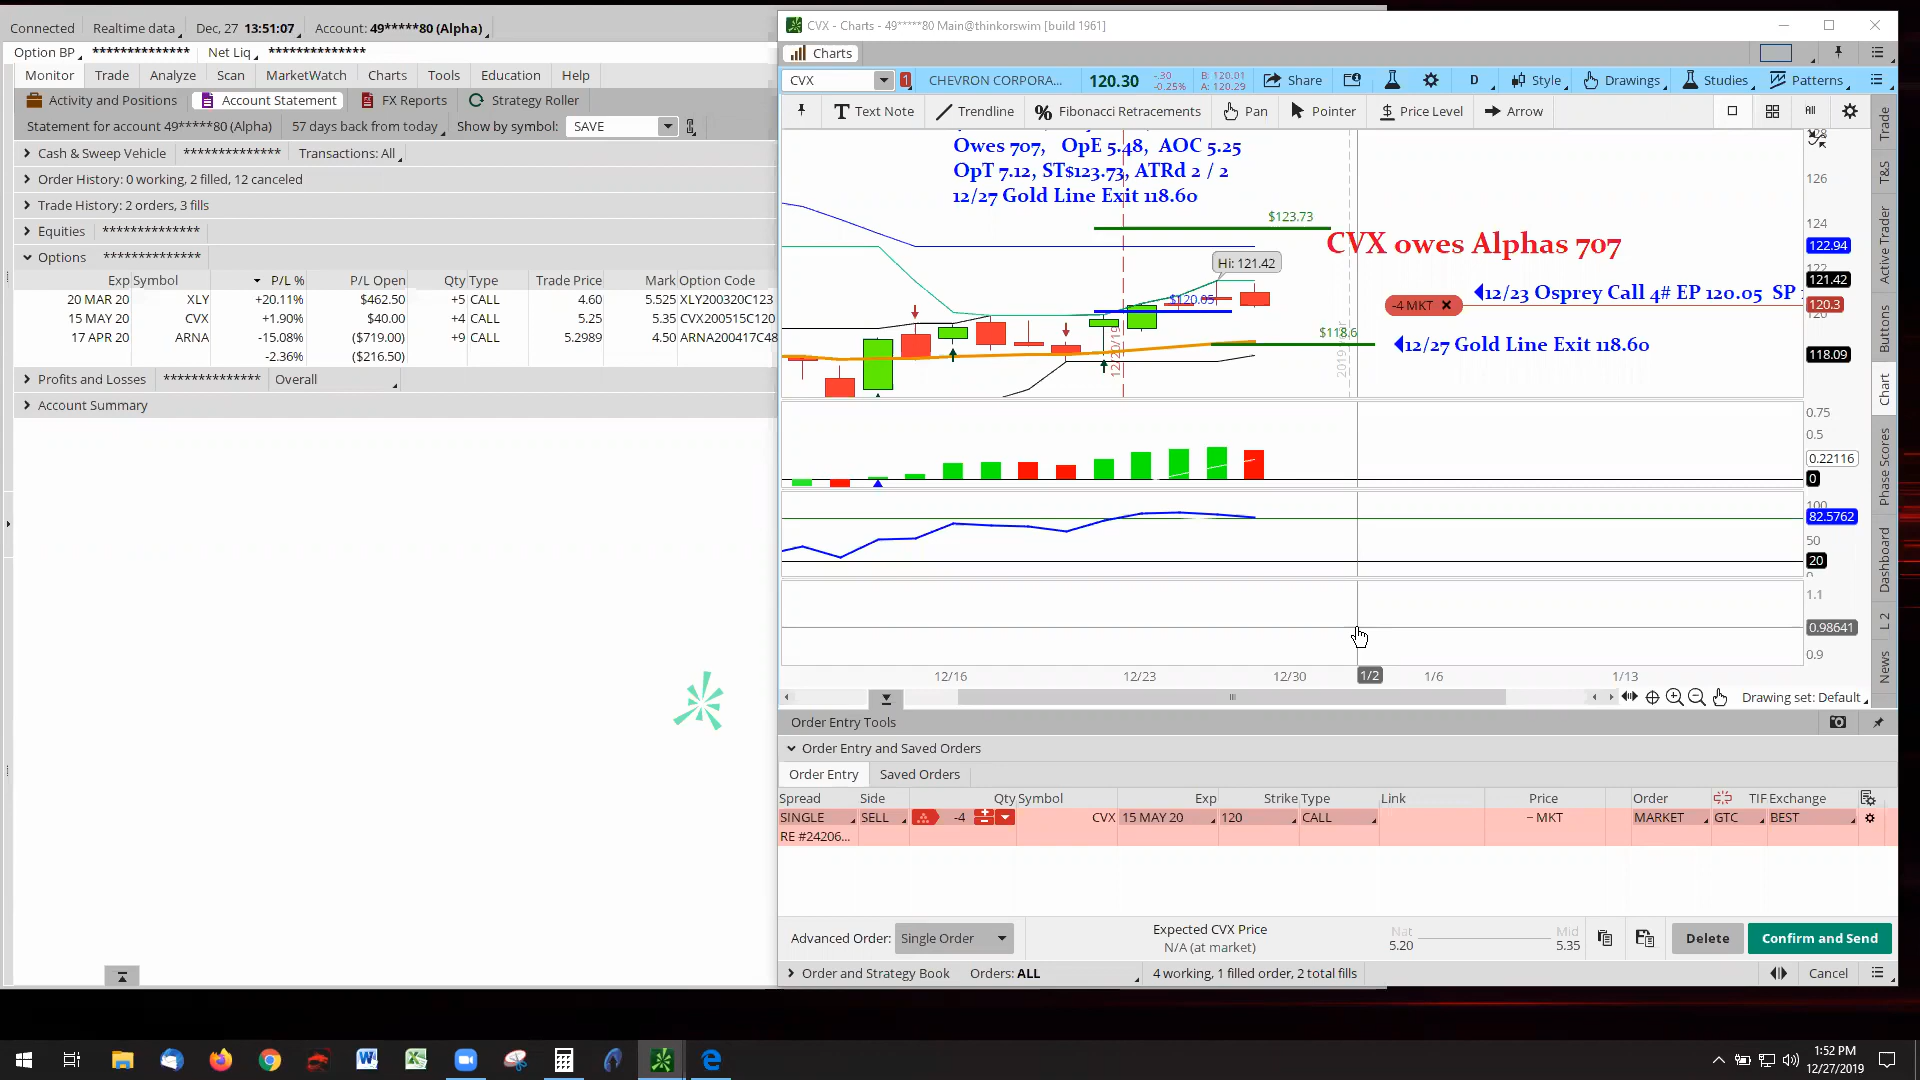 Connected Realtime data Dec, 27 13:51:07 Account: 49*****80 (Alpha)
Option BP ************** Net Liq **************
Monitor Trade Analyze Scan MarketWatch Charts Tools Education Help
Activity and Positions Account Statement FX Reports Strategy Roller
Statement for account 49*****80 (Alpha) 57 days back from today Show by symbol: SAVE
Cash & Sweep Vehicle ************** Transactions: All
Order History: 0 working, 2 filled, 12 canceled
Trade History: 2 orders, 3 fills
Equities **************
Options **************
Exp Symbol P/L % P/L Open Qty Type Trade Price Mark Option Code
20 MAR 20 XLY +20.11% $462.50 +5 CALL 4.60 5.525 XLY200320C123
15 MAY 20 CVX +1.90% $40.00 +4 CALL 5.25 5.35 CVX200515C120
17 APR 20 ARNA -15.08% ($719.00) +9 CALL 5.2989 4.50 ARNA200417C48
-2.36% ($216.50)
Profits and Losses ************** Overall
Account Summary
CVX - Charts - 49*****80 Main@thinkorswim [build 1961]
Charts
CVX 1 CHEVRON CORPORA... 120.30 -.30 -0.25% B: 120.01 A: 120.29 Share D Style Drawings Studies Patterns
Text Note Trendline Fibonacci Retracements Pan Pointer Price Level Arrow All
Owes 707, OpE 5.48, AOC 5.25
OpT 7.12, ST$123.73, ATRd 2 / 2
12/27 Gold Line Exit 118.60
$123.73
CVX owes Alphas 707
Hi: 121.42
$120.05
-4 MKT
12/23 Osprey Call 4# EP 120.05 SP
$118.6
12/27 Gold Line Exit 118.60
12/20/19
128
126
124
122.94
122
121.42
120.3
120
118.09
0.75
0.5
0.22116
0
100
82.5762
50
20
0
1.1
0.98641
0.9
12/16 12/23 12/30 1/2 1/6 1/13
Drawing set: Default
Trade
T&S
Active Trader
Buttons
Chart
Phase Scores
Dashboard
L 2
News
Order Entry Tools
Order Entry and Saved Orders
Order Entry Saved Orders
Spread Side Qty Symbol Exp Strike Type Link Price Order TIF Exchange
SINGLE SELL -4 CVX 15 MAY 20 120 CALL ~ MKT MARKET GTC BEST
RE #24206...
Advanced Order: Single Order
Expected CVX Price
N/A (at market)
Nat Mid
5.20 5.35
Delete Confirm and Send
Order and Strategy Book Orders: ALL 4 working, 1 filled order, 2 total fills Cancel
1:52 PM
12/27/2019